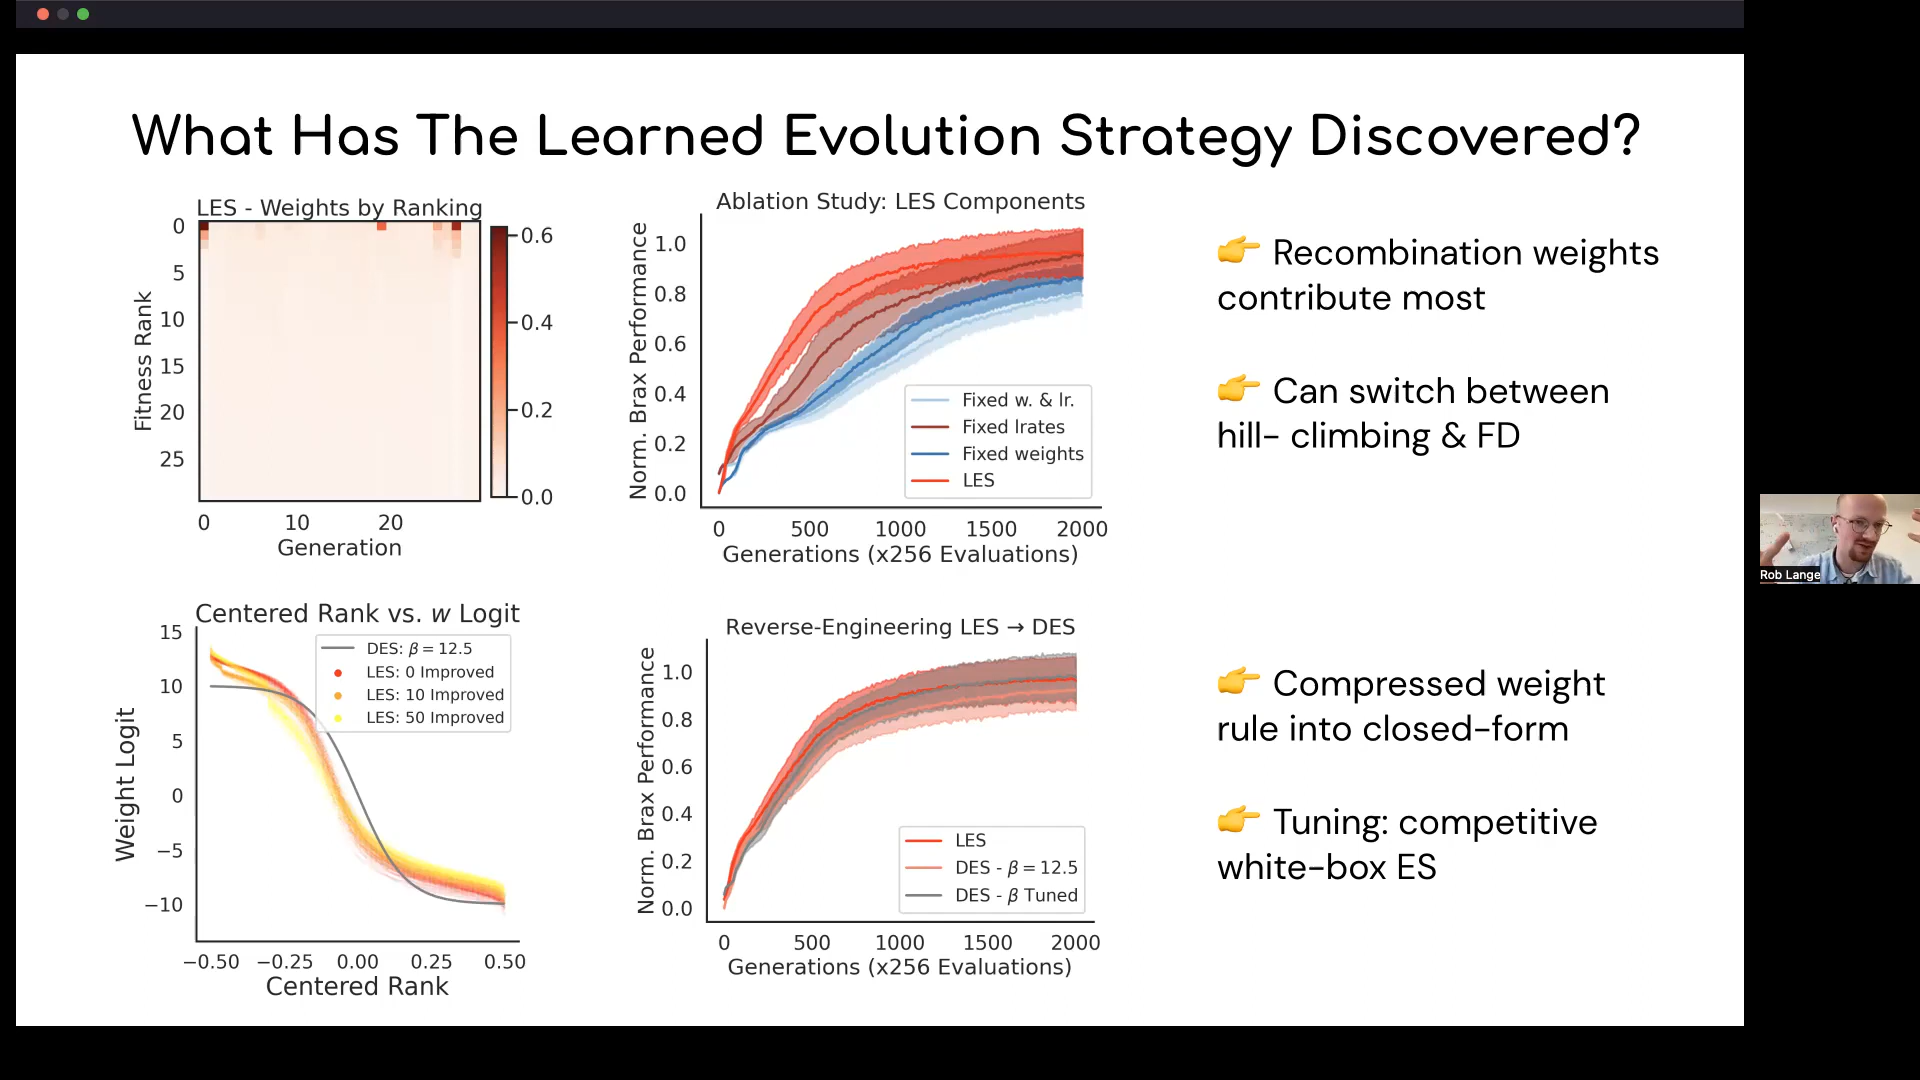 What Has The Learned Evolution Strategy Discovered?
LES - Weights by Ranking
0
5
10
15
20
25
Fitness Rank
0 10 20
Generation
0.6
0.4
0.2
0.0
Ablation Study: LES Components
1.0
0.8
0.6
0.4
0.2
0.0
Norm. Brax Performance
Fixed w. & lr.
Fixed lrates
Fixed weights
LES
0 500 1000 1500 2000
Generations (x256 Evaluations)
👉 Recombination weights
contribute most
👉 Can switch between
hill- climbing & FD
Centered Rank vs. w Logit
15
10
5
0
−5
−10
Weight Logit
DES: β = 12.5
LES: 0 Improved
LES: 10 Improved
LES: 50 Improved
−0.50 −0.25 0.00 0.25 0.50
Centered Rank
Reverse-Engineering LES → DES
1.0
0.8
0.6
0.4
0.2
0.0
Norm. Brax Performance
LES
DES - β = 12.5
DES - β Tuned
0 500 1000 1500 2000
Generations (x256 Evaluations)
👉 Compressed weight
rule into closed-form
👉 Tuning: competitive
white-box ES
Rob Lange